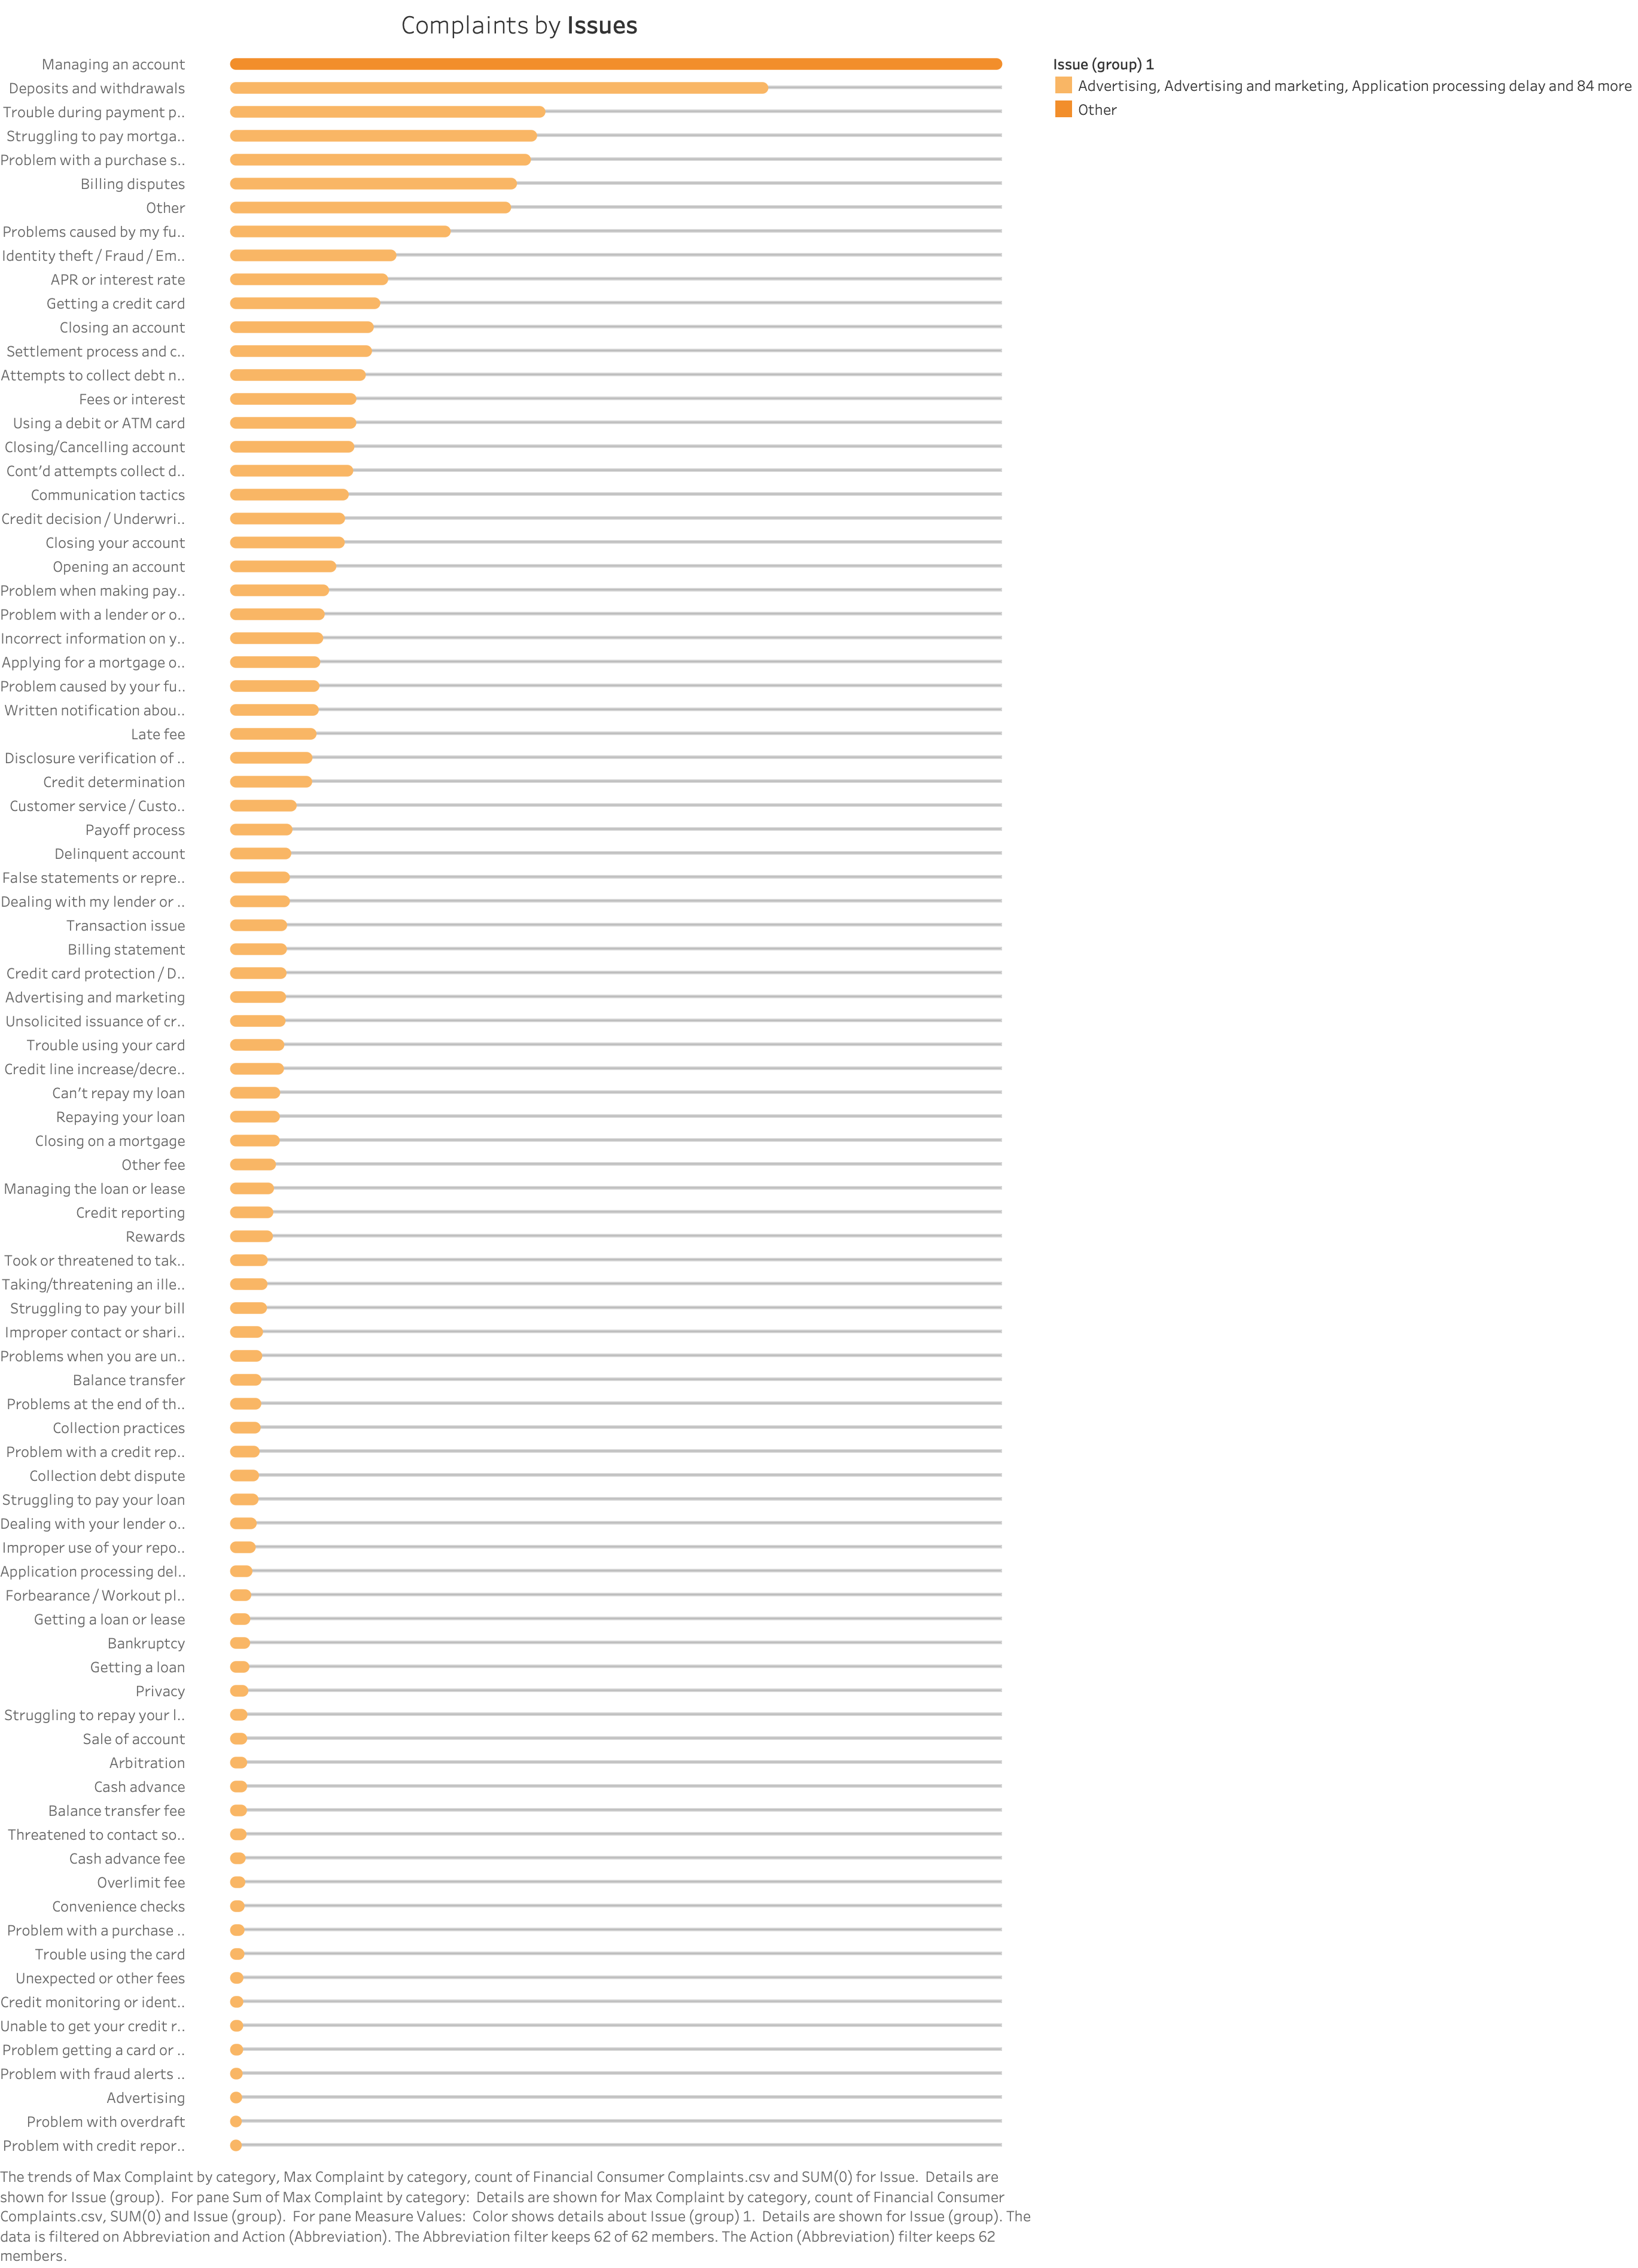 Complaints by Issues
Managing an account
Deposits and withdrawals
Trouble during payment p..
Struggling to pay mortga..
Problem with a purchase s..
Billing disputes
Other
Problems caused by my fu..
Identity theft / Fraud / Em..
APR or interest rate
Getting a credit card
Closing an account
Settlement process and c..
Attempts to collect debt n..
Fees or interest
Using a debit or ATM card
Closing/Cancelling account
Cont'd attempts collect d..
Communication tactics
Credit decision / Underwri..
Closing your account
Opening an account
Problem when making pay..
Problem with a lender or o..
Incorrect information on y..
Applying for a mortgage o..
Problem caused by your fu..
Written notification abou..
Late fee
Disclosure verification of ..
Credit determination
Customer service / Custo..
Payoff process
Delinquent account
False statements or repre..
Dealing with my lender or ..
Transaction issue
Billing statement
Credit card protection / D..
Advertising and marketing
Unsolicited issuance of cr..
Trouble using your card
Credit line increase/decre..
Can't repay my loan
Repaying your loan
Closing on a mortgage
Other fee
Managing the loan or lease
Credit reporting
Rewards
Took or threatened to tak..
Taking/threatening an ille..
Struggling to pay your bill
Improper contact or shari..
Problems when you are un..
Balance transfer
Problems at the end of th..
Collection practices
Problem with a credit rep..
Collection debt dispute
Struggling to pay your loan
Dealing with your lender o..
Improper use of your repo..
Application processing del..
Forbearance / Workout pl..
Getting a loan or lease
Bankruptcy
Getting a loan
Privacy
Struggling to repay your l..
Sale of account
Arbitration
Cash advance
Balance transfer fee
Threatened to contact so..
Cash advance fee
Overlimit fee
Convenience checks
Problem with a purchase ..
Trouble using the card
Unexpected or other fees
Credit monitoring or ident..
Unable to get your credit r..
Problem getting a card or ..
Problem with fraud alerts ..
Advertising
Problem with overdraft
Problem with credit repor..
Issue (group) 1
Advertising, Advertising and marketing, Application processing delay and 84 more
Other
The trends of Max Complaint by category, Max Complaint by category, count of Financial Consumer Complaints.csv and SUM(0) for Issue. Details are
shown for Issue (group). For pane Sum of Max Complaint by category: Details are shown for Max Complaint by category, count of Financial Consumer
Complaints.csv, SUM(0) and Issue (group). For pane Measure Values: Color shows details about Issue (group) 1. Details are shown for Issue (group). The
data is filtered on Abbreviation and Action (Abbreviation). The Abbreviation filter keeps 62 of 62 members. The Action (Abbreviation) filter keeps 62
members.